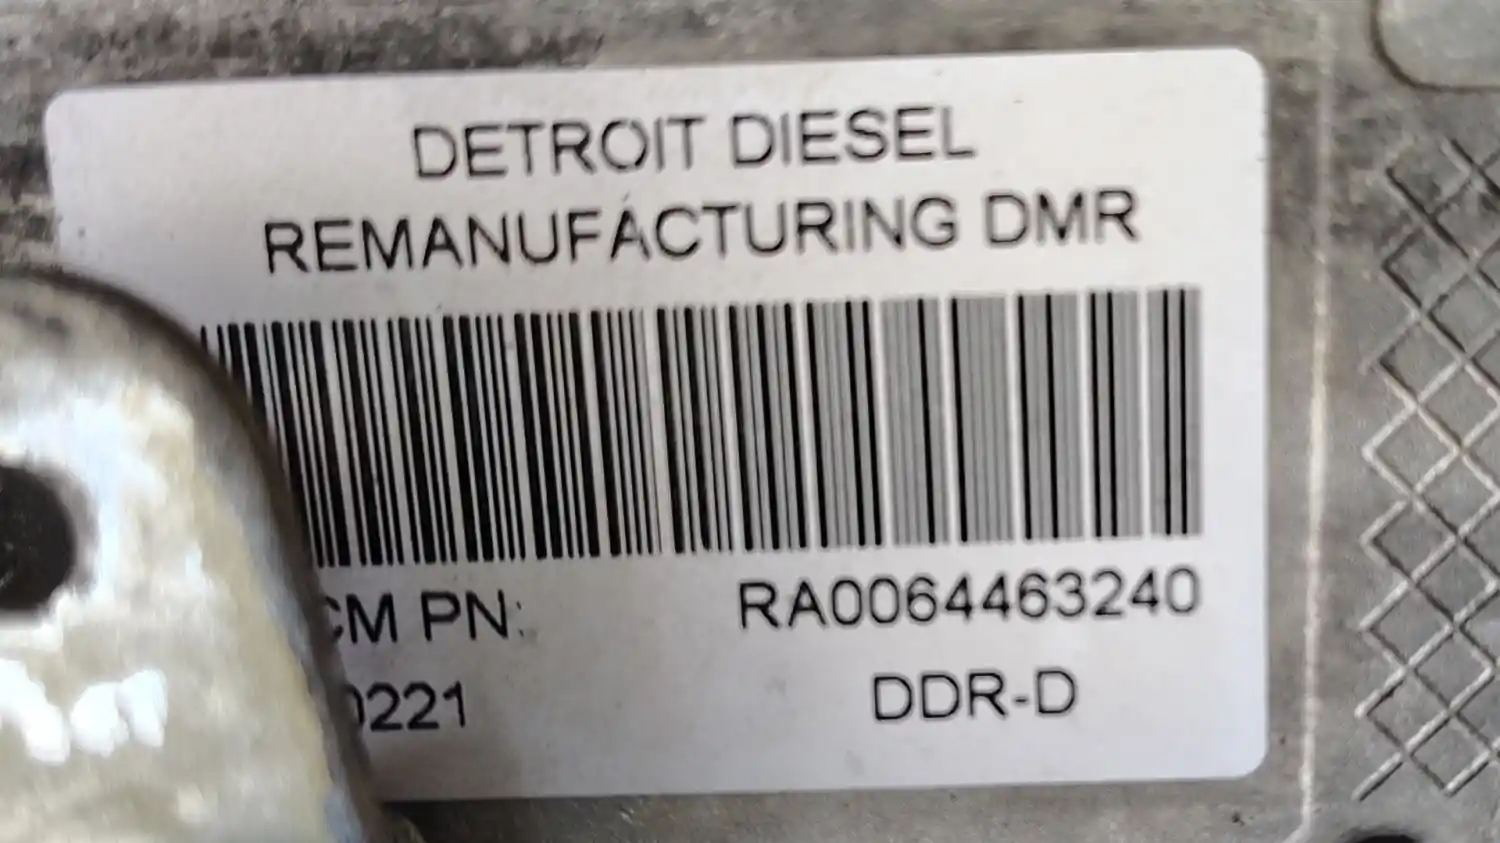 DETROIT DIESEL
REMANUFACTURING DMR
CM PN: RA0064463240
0221 DDR-D